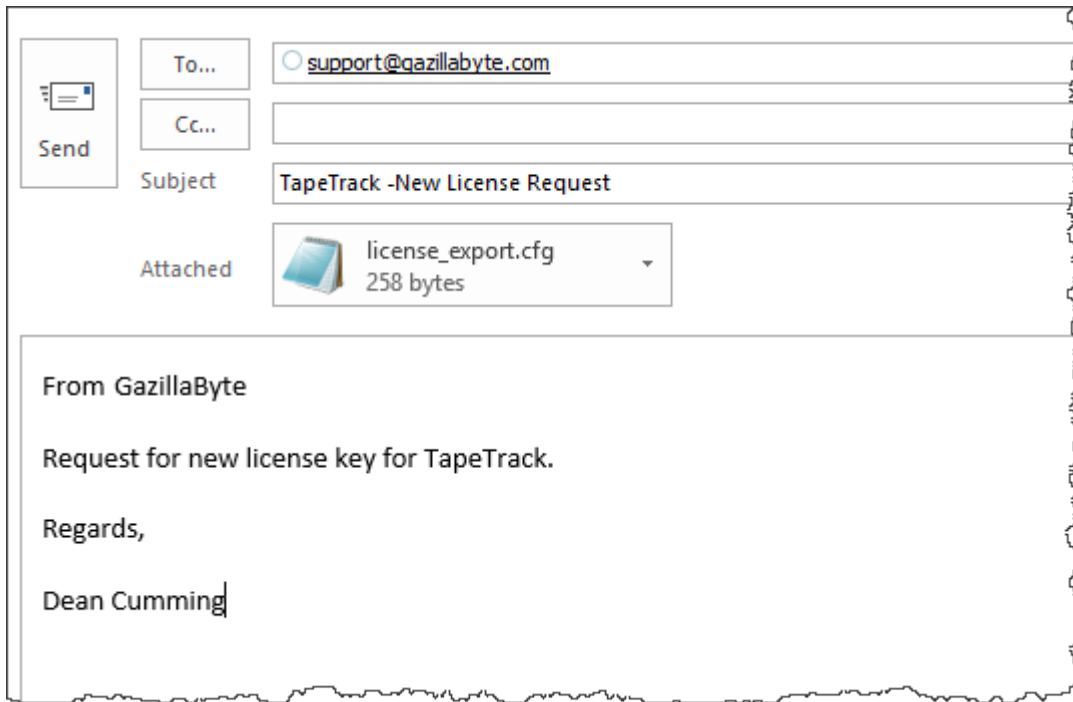 To...
support@gazillabyte.com
Cc...
Send
Subject
TapeTrack -New License Request
Attached
license_export.cfg
258 bytes
From GazillaByte
Request for new license key for TapeTrack.
Regards,
Dean Cumming